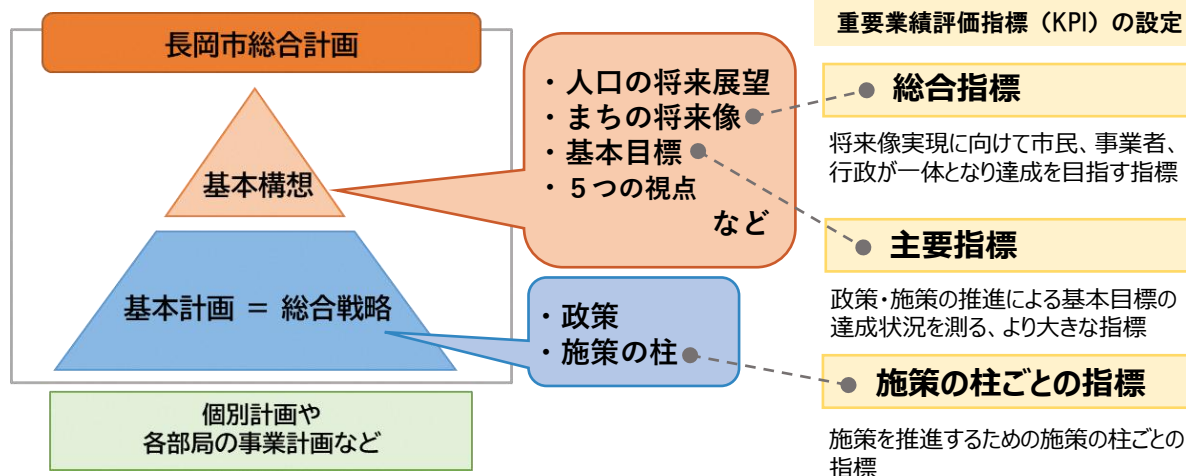 長岡市総合計画
基本構想
基本計画 = 総合戦略
個別計画や
各部局の事業計画など
・人口の将来展望
・まちの将来像
・基本目標
・５つの視点
など
・政策
・施策の柱
重要業績評価指標（KPI）の設定
総合指標
将来像実現に向けて市民、事業者、
行政が一体となり達成を目指す指標
主要指標
政策・施策の推進による基本目標の
達成状況を測る、より大きな指標
施策の柱ごとの指標
施策を推進するための施策の柱ごとの
指標